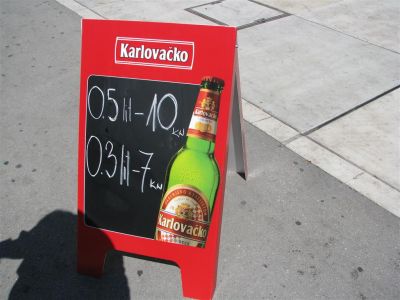 Karlovačko
0.5 lit - 10 KN
0.3 lit - 7 KN
Karlovačko